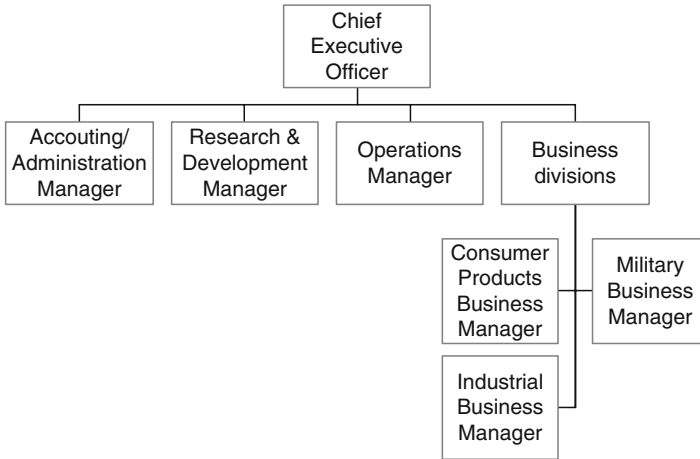 Chief
Executive
Officer
Accouting/
Administration
Manager
Research &
Development
Manager
Operations
Manager
Business
divisions
Consumer
Products
Business
Manager
Military
Business
Manager
Industrial
Business
Manager